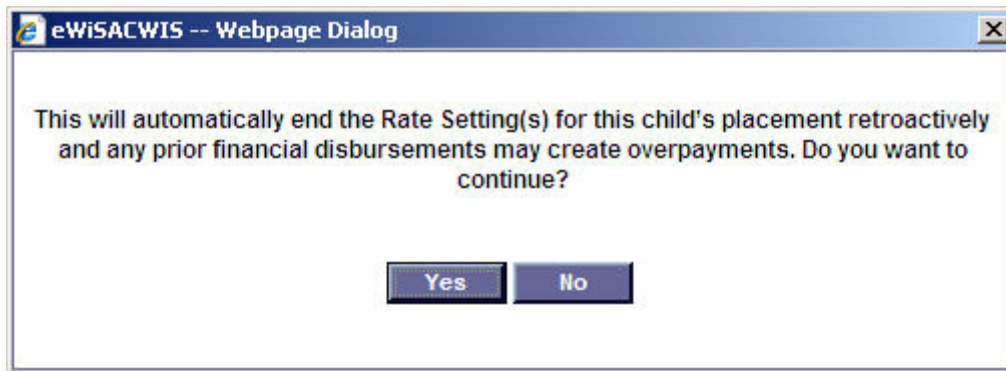 eWiSACWIS -- Webpage Dialog
This will automatically end the Rate Setting(s) for this child's placement retroactively
and any prior financial disbursements may create overpayments. Do you want to
continue?
Yes No